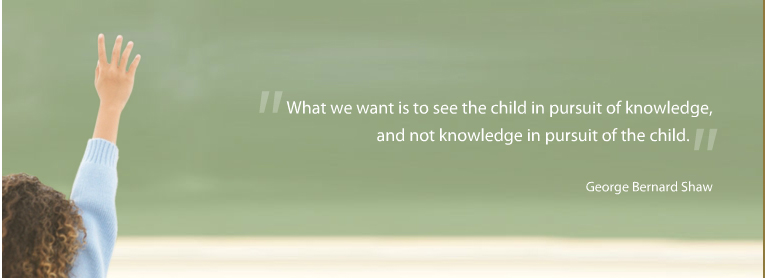 "What we want is to see the child in pursuit of knowledge,
and not knowledge in pursuit of the child."
George Bernard Shaw